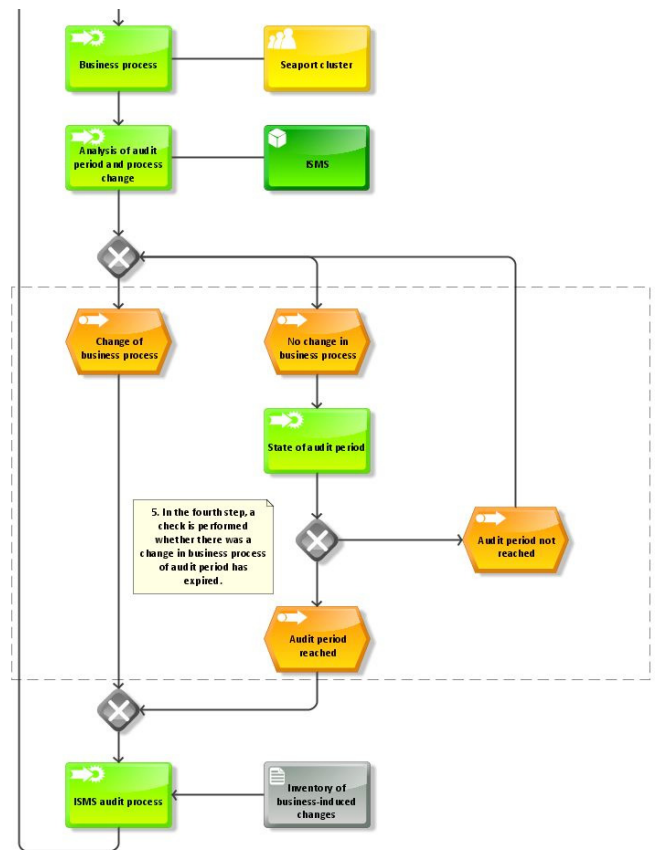 Business process
Seaport cluster
Analysis of audit
period and process
change
ISMS
Change of
business process
No change in
business process
State of audit period
5. In the fourth step, a
check is performed
whether there was a
change in business process
of audit period has
expired.
Audit period not
reached
Audit period
reached
ISMS audit process
Inventory of
business-induced
changes